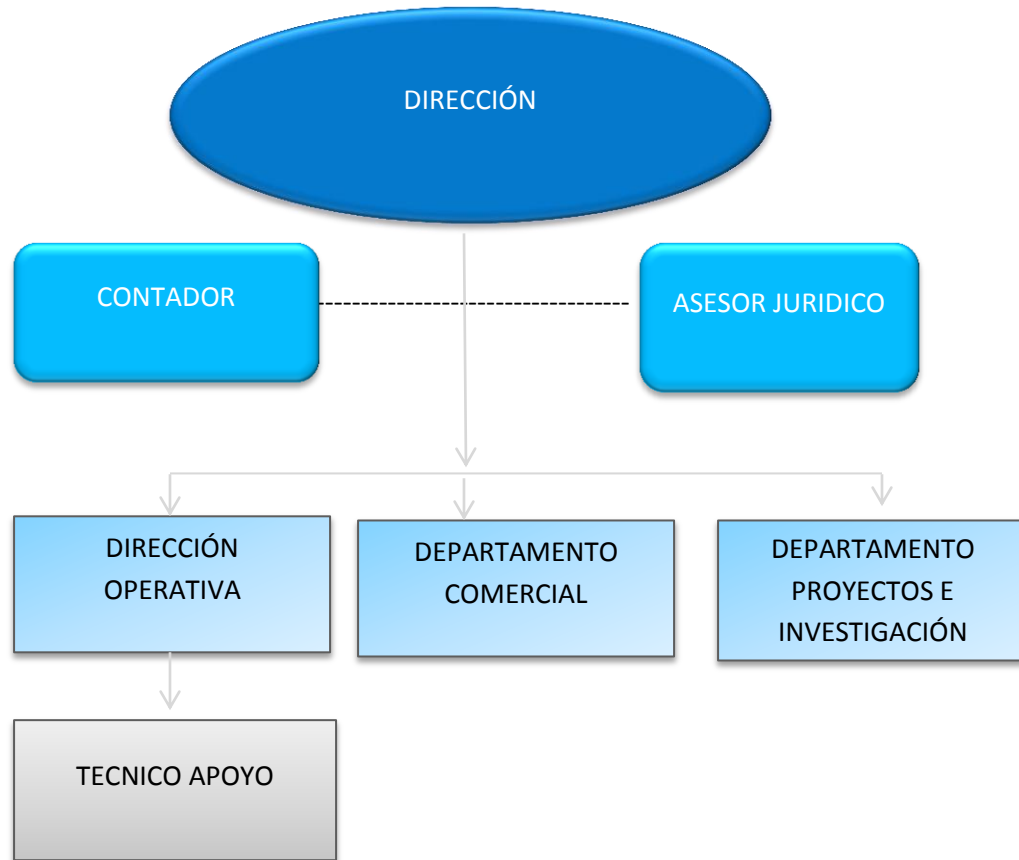 DIRECCIÓN
CONTADOR
ASESOR JURIDICO
DIRECCIÓN
OPERATIVA
DEPARTAMENTO
COMERCIAL
DEPARTAMENTO
PROYECTOS E
INVESTIGACIÓN
TECNICO APOYO